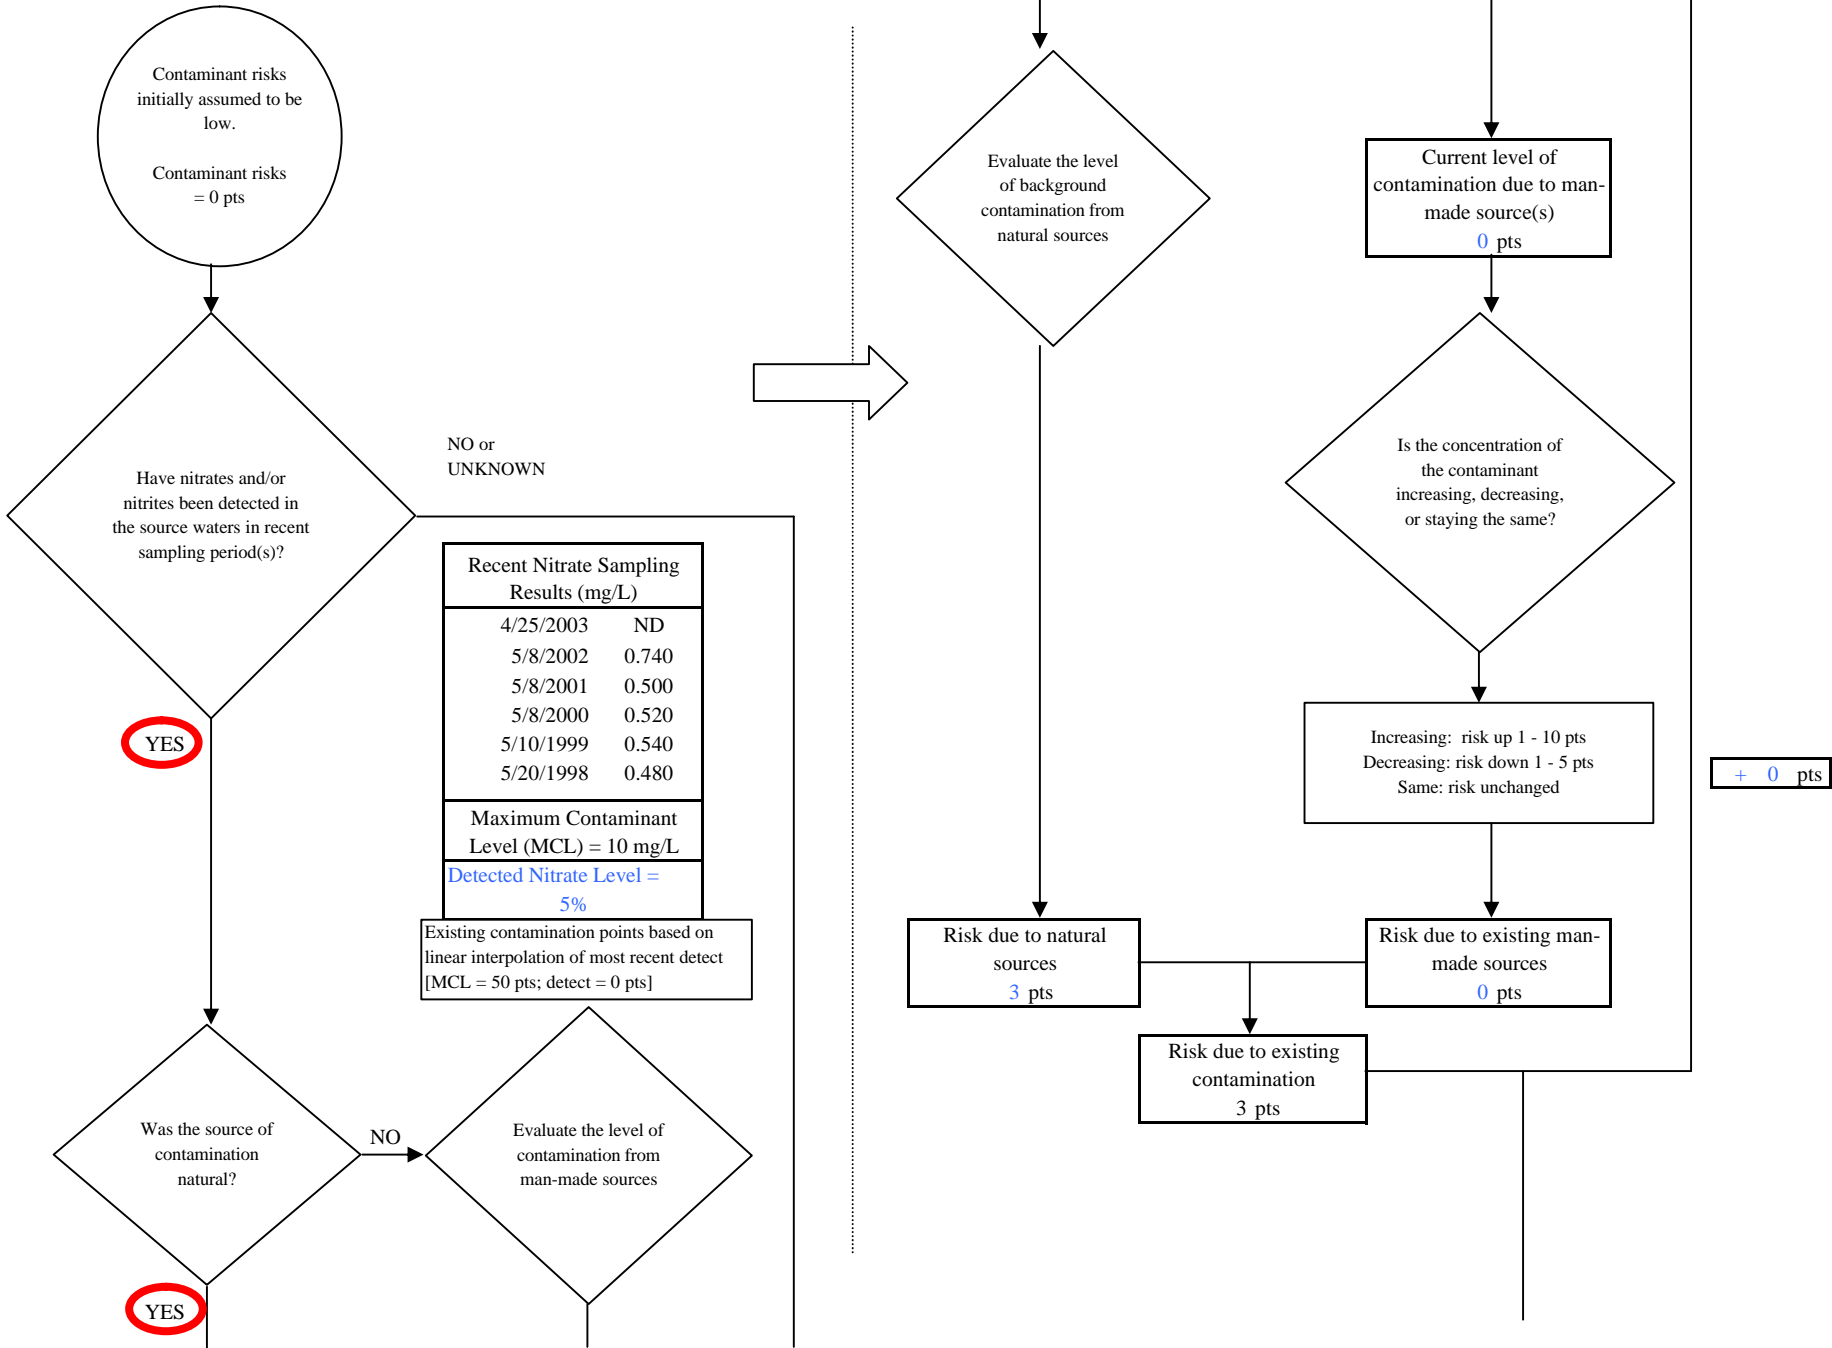 Contaminant risks
initially assumed to be
low.
Contaminant risks
= 0 pts
Have nitrates and/or
nitrites been detected in
the source waters in recent
sampling period(s)?
NO or
UNKNOWN
YES
Recent Nitrate Sampling
Results (mg/L)
4/25/2003 ND
5/8/2002 0.740
5/8/2001 0.500
5/8/2000 0.520
5/10/1999 0.540
5/20/1998 0.480
Maximum Contaminant
Level (MCL) = 10 mg/L
Detected Nitrate Level =
5%
Existing contamination points based on
linear interpolation of most recent detect
[MCL = 50 pts; detect = 0 pts]
Was the source of
contamination
natural?
NO
Evaluate the level of
contamination from
man-made sources
YES
Evaluate the level
of background
contamination from
natural sources
Current level of
contamination due to man-
made source(s)
0 pts
Is the concentration of
the contaminant
increasing, decreasing,
or staying the same?
Increasing: risk up 1 - 10 pts
Decreasing: risk down 1 - 5 pts
Same: risk unchanged
+ 0 pts
Risk due to natural
sources
3 pts
Risk due to existing man-
made sources
0 pts
Risk due to existing
contamination
3 pts